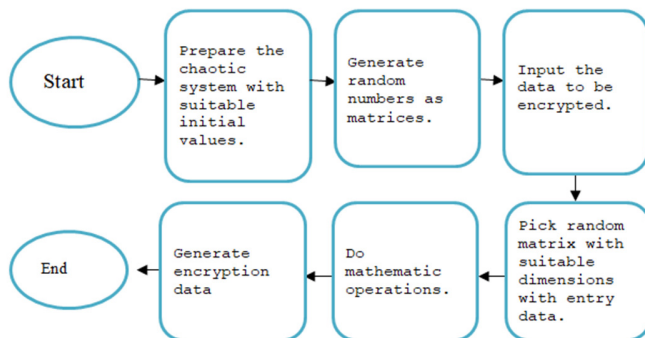 Start
Prepare the
chaotic
system with
suitable
initial
values.
Generate
random
numbers as
matrices.
Input the
data to be
encrypted.
Pick random
matrix with
suitable
dimensions
with entry
data.
Do
mathematic
operations.
Generate
encryption
data
End